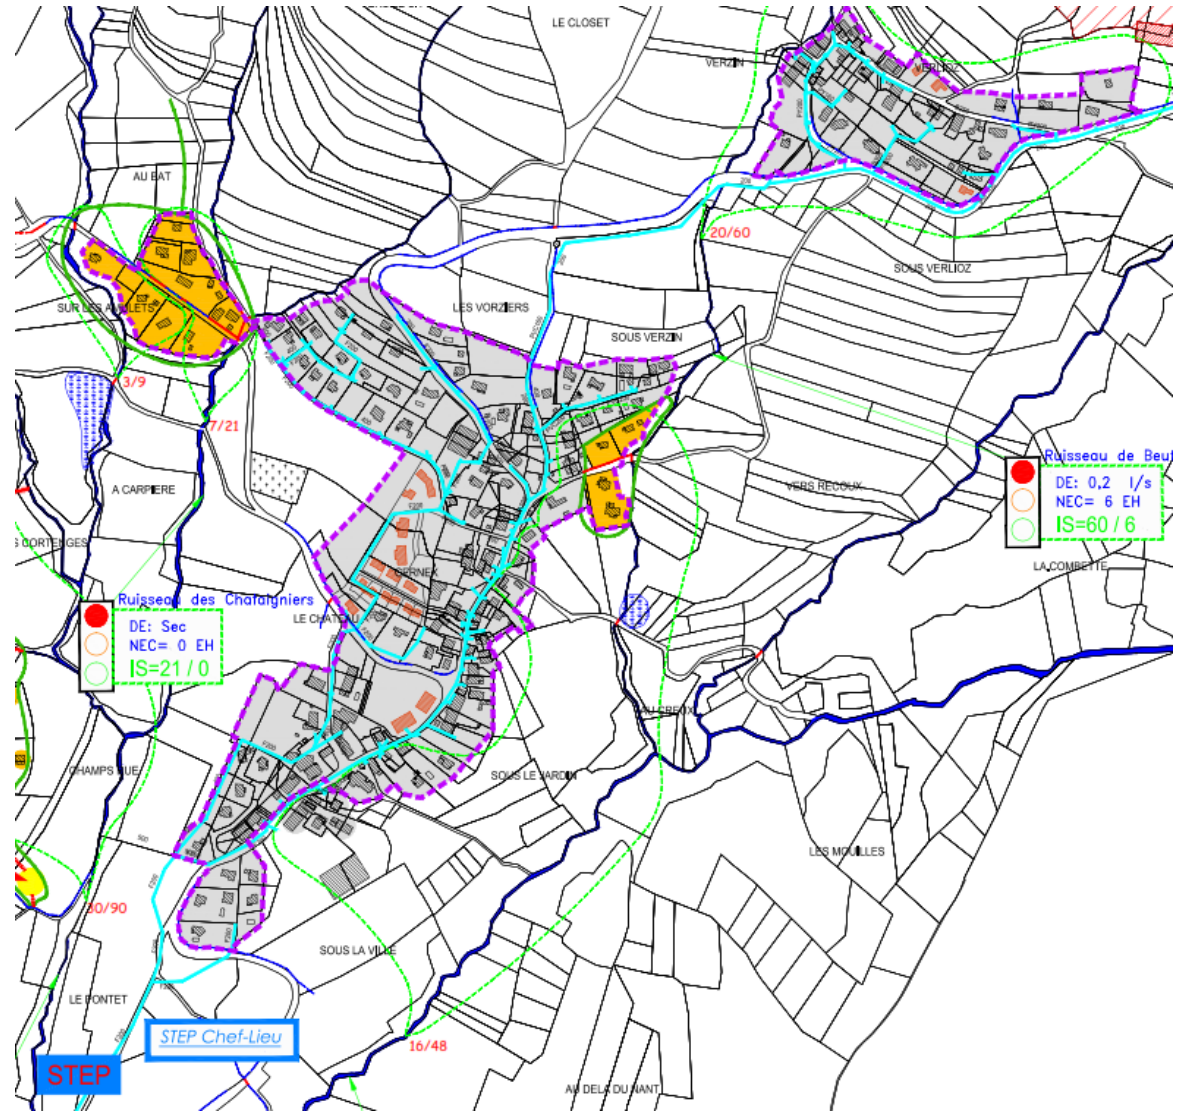 LE CLOSET
VERZIN
VERLIOZ
AU BAT
20/60
SOUS VERLIOZ
SUR LES
LES VORZIERS
SOUS VERZIN
3/9
7/21
A CARPIERE
VERS RECOUX
Ruisseau de Beuf
DE: 0,2 l/s
NEC= 6 EH
IS=60 / 6
S CORTENGES
LA COMBETTE
CERNEX
Ruisseau des Chataigniers
LE CHATEAU
DE: Sec
NEC= 0 EH
IS=21 / 0
AU CREUX
CHAMPS RUE
SOUS LE JARDIN
LES MOUILLES
30/90
SOUS LA VILLE
LE PONTET
STEP Chef-Lieu
16/48
STEP
AU DELA DU NANT